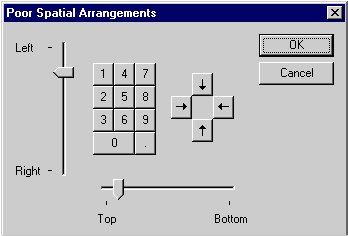 Poor Spatial Arrangements
Left
Right
1 4 7
2 5 8
3 6 9
0 .
OK
Cancel
Top Bottom